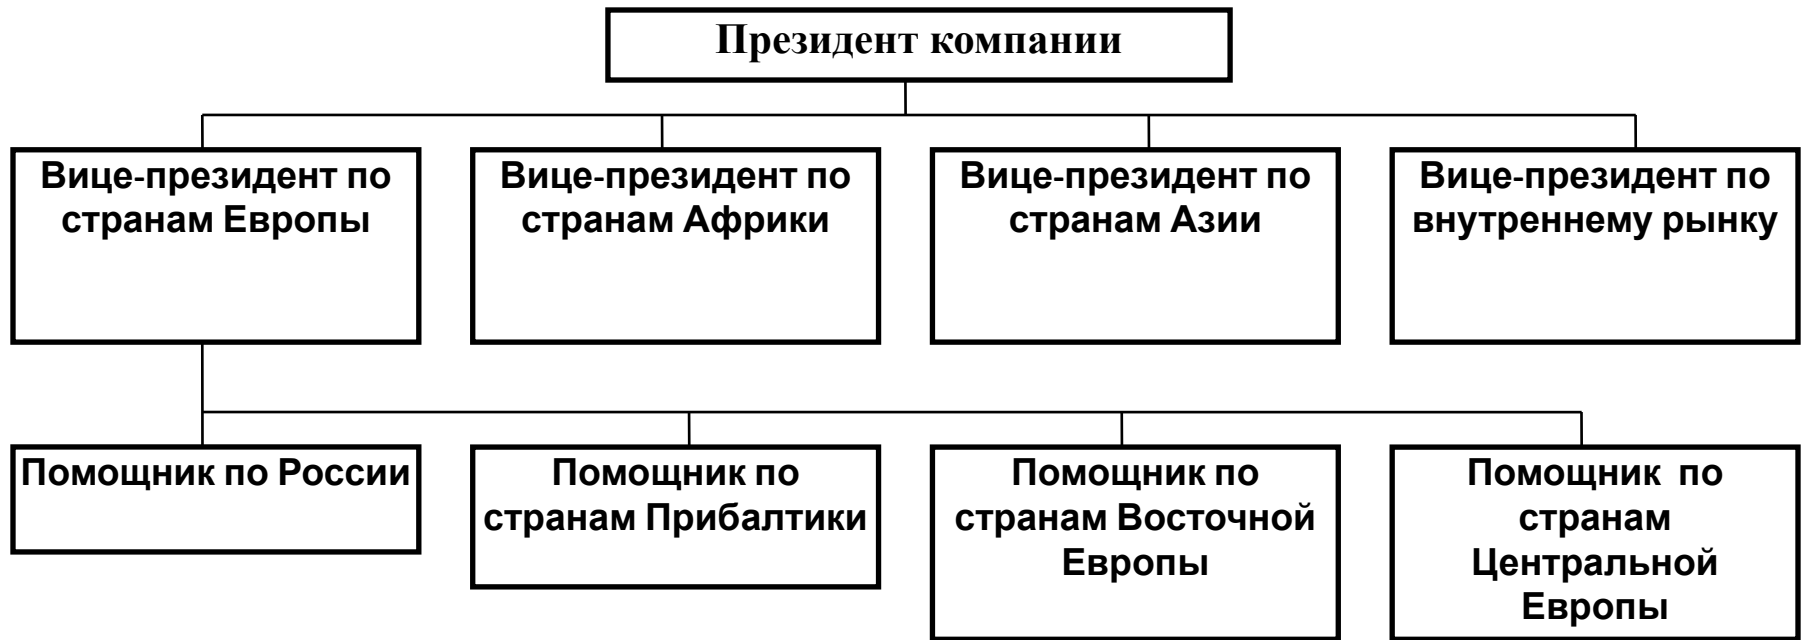 Президент компании
Вице-президент по
странам Европы
Вице-президент по
странам Африки
Вице-президент по
странам Азии
Вице-президент по
внутреннему рынку
Помощник по России
Помощник по
странам Прибалтики
Помощник по
странам Восточной
Европы
Помощник по
странам
Центральной
Европы